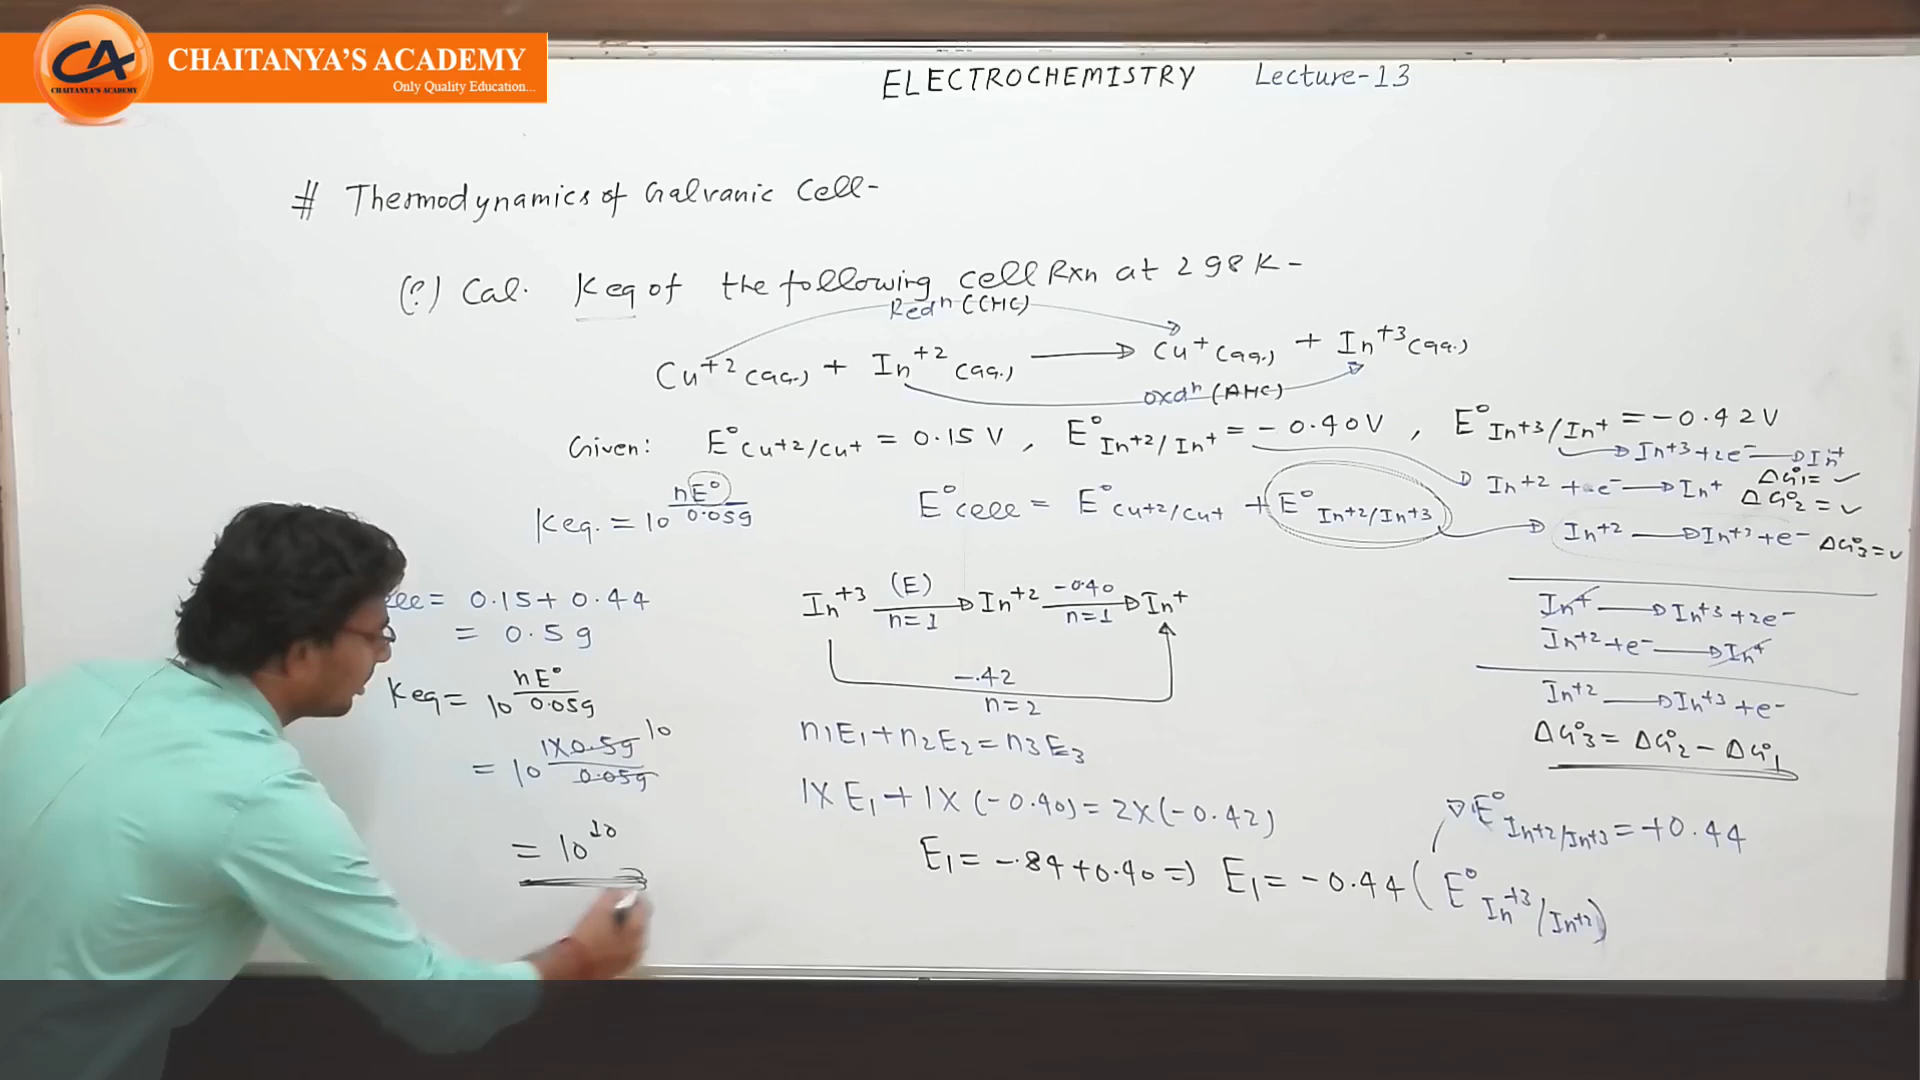 CHAITANYA'S ACADEMY
Only Quality Education...
CA
CHAITANYA'S ACADEMY
ELECTROCHEMISTRY Lecture-13
# Thermodynamics of Galvanic Cell-
(?) Cal. Keq of the following cell Rxn at 298K-
Redⁿ (CHC)
Cu⁺²(aq.) + In⁺²(aq.) → Cu⁺(aq.) + In⁺³(aq.)
oxdⁿ (AHC)
Given: E°Cu+2/Cu+ = 0.15 V, E°In+2/In+ = -0.40V, E°In+3/In+ = -0.42V
In+3+2e⁻ → In+ ΔG°1= ✓
In+2 + e⁻ → In+ ΔG°2 = ✓
Keq. = 10^(nE°/0.059)
E°cell = E°Cu+2/Cu+ + E°In+2/In+3
In+2 → In+3+e⁻ ΔG°3=✓
= 0.15+0.44
= 0.59
Keq = 10^(nE°/0.059)
= 10^(1X0.59/0.059) 10
= 10^10
In+3 (E) n=1 → In+2 -0.40 n=1 → In+
-.42
n=2
n1E1+n2E2=n3E3
1X E1+1X(-0.40)=2X(-0.42)
E1=-.84+0.40 => E1=-0.44 (E°In+3/In+2)
In+ → In+3+2e⁻
In+2+e⁻ → In+
In+2 → In+3+e⁻
ΔG°3= ΔG°2 - ΔG°1
E°In+2/In+3=+0.44